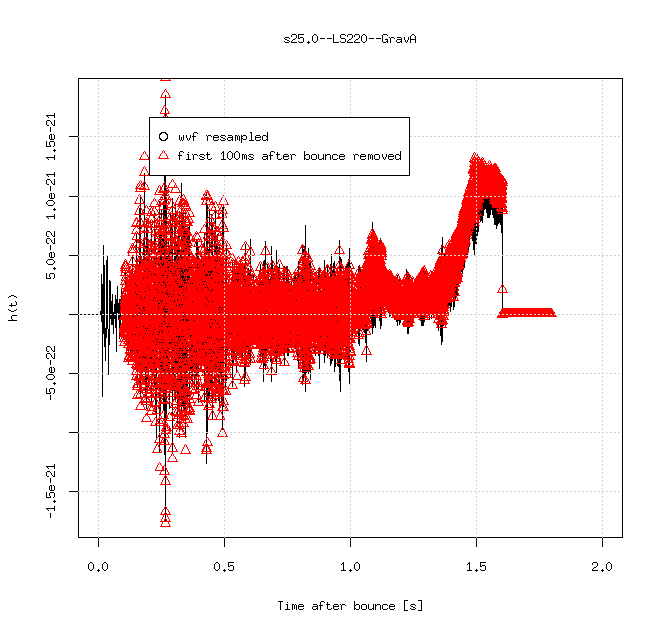 s25.0--LS220--GravA
wvf resampled
first 100ms after bounce removed
h(t)
1.5e-21
1.0e-21
5.0e-22
-5.0e-22
-1.5e-21
0.0 0.5 1.0 1.5 2.0
Time after bounce [s]